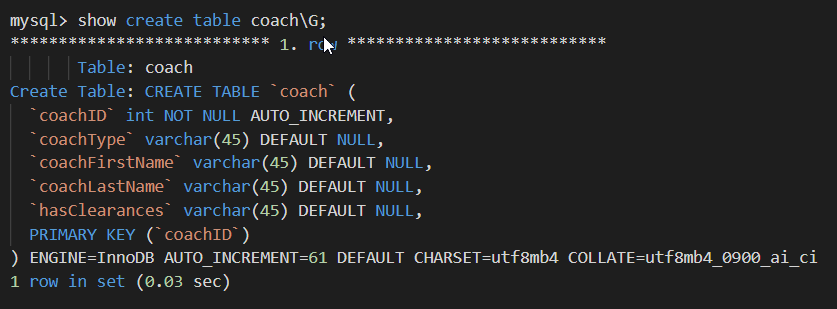 mysql> show create table coach\G;
*************************** 1. row ***************************
Table: coach
Create Table: CREATE TABLE `coach` (
`coachID` int NOT NULL AUTO_INCREMENT,
`coachType` varchar(45) DEFAULT NULL,
`coachFirstName` varchar(45) DEFAULT NULL,
`coachLastName` varchar(45) DEFAULT NULL,
`hasClearances` varchar(45) DEFAULT NULL,
PRIMARY KEY (`coachID`)
) ENGINE=InnoDB AUTO_INCREMENT=61 DEFAULT CHARSET=utf8mb4 COLLATE=utf8mb4_0900_ai_ci
1 row in set (0.03 sec)